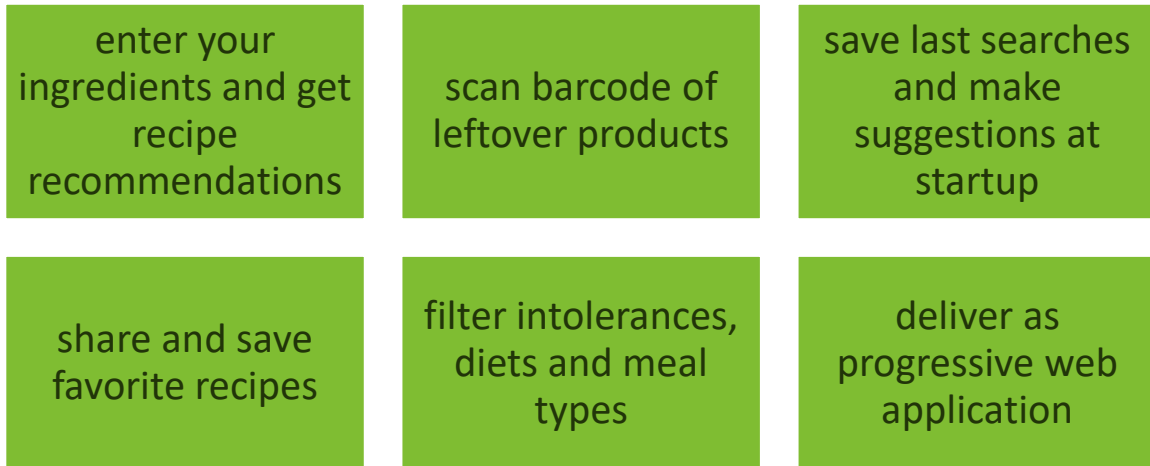 enter your
ingredients and get
recipe
recommendations
scan barcode of
leftover products
save last searches
and make
suggestions at
startup
share and save
favorite recipes
filter intolerances,
diets and meal
types
deliver as
progressive web
application